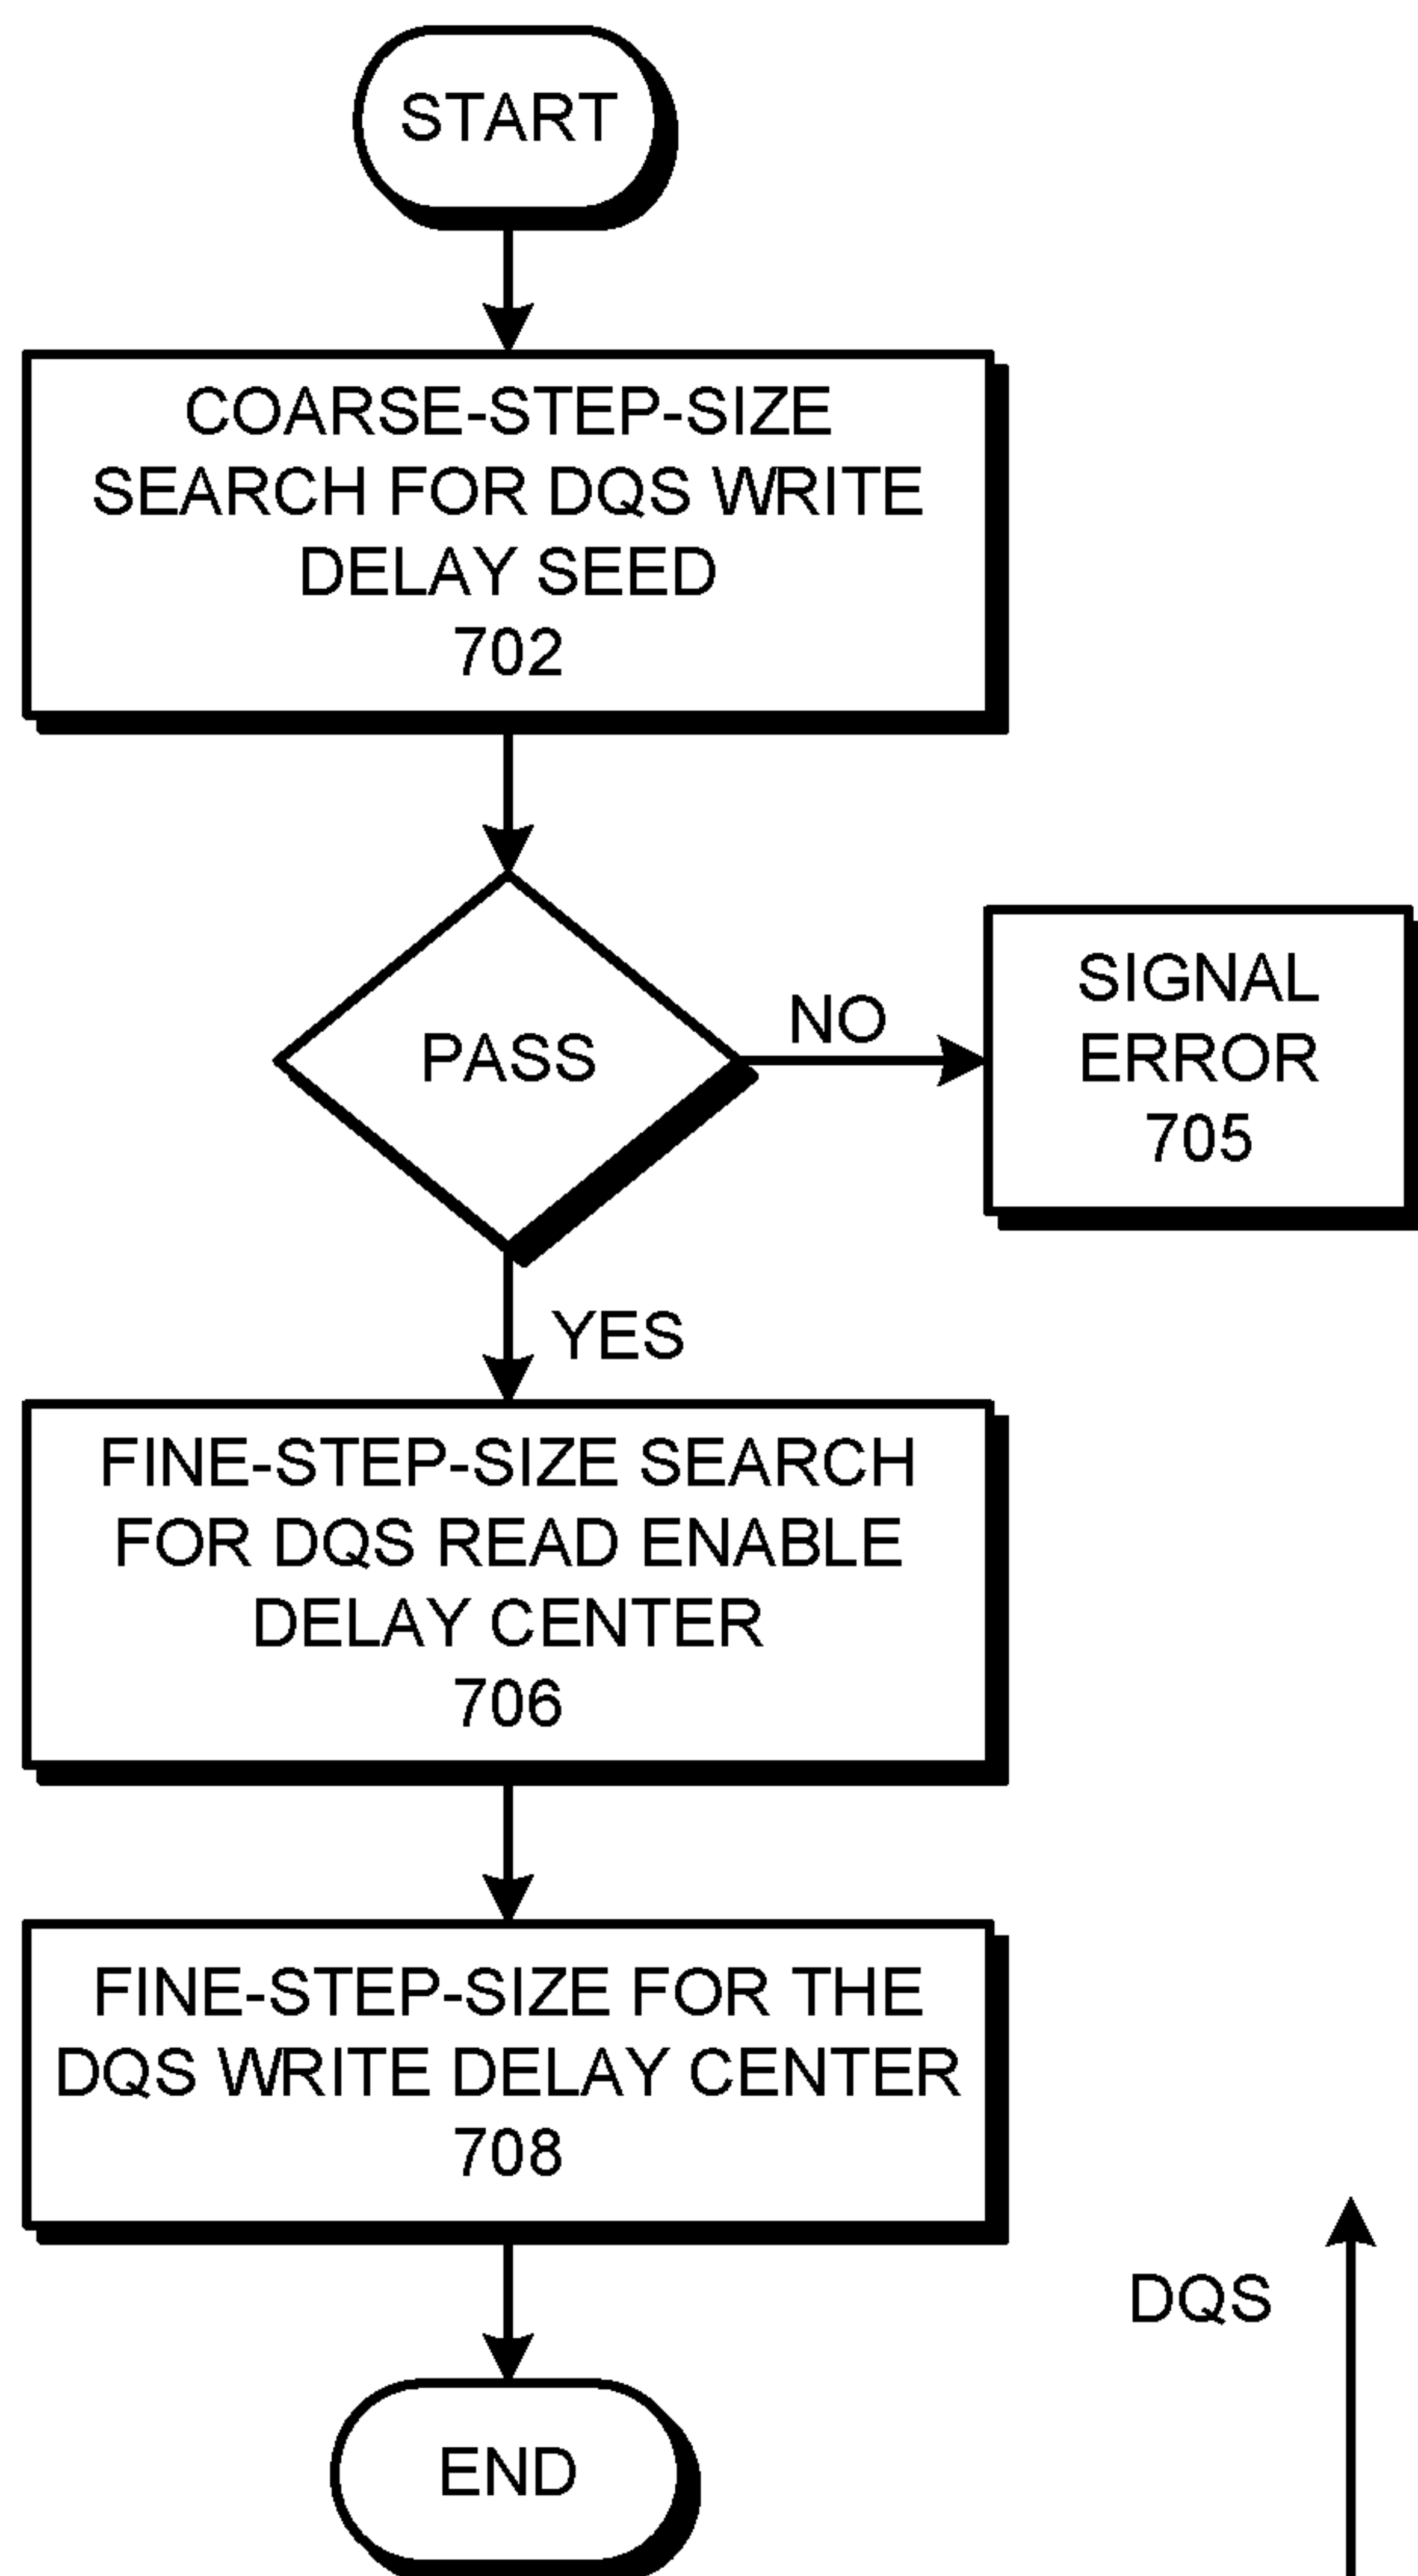 START
COARSE-STEP-SIZE
SEARCH FOR DQS WRITE
DELAY SEED
702
PASS
NO
SIGNAL
ERROR
705
YES
FINE-STEP-SIZE SEARCH
FOR DQS READ ENABLE
DELAY CENTER
706
FINE-STEP-SIZE FOR THE
DQS WRITE DELAY CENTER
708
DQS
END